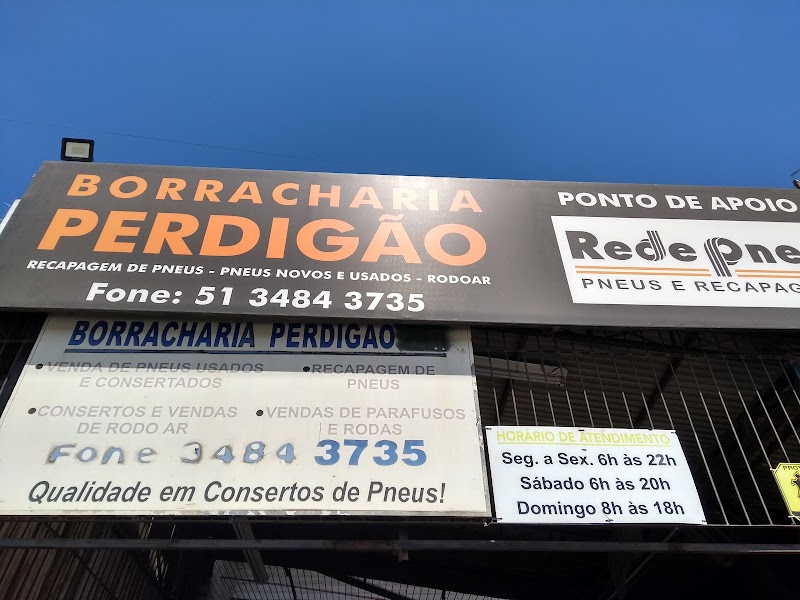 BORRACHARIA
PERDIGÃO
RECAPAGEM DE PNEUS - PNEUS NOVOS E USADOS - RODOAR
Fone: 51 3484 3735
PONTO DE APOIO
PNEUS E RECAPAG
BORRACHARIA PERDIGAO
•VENDA DE PNEUS USADOS
E CONSERTADOS
•RECAPAGEM DE
PNEUS
•CONSERTOS E VENDAS
DE RODO AR
•VENDAS DE PARAFUSOS
E RODAS
Fone 3484 3735
Qualidade em Consertos de Pneus!
HORÁRIO DE ATENDIMENTO
Seg. a Sex. 6h às 22h
Sábado 6h às 20h
Domingo 8h às 18h